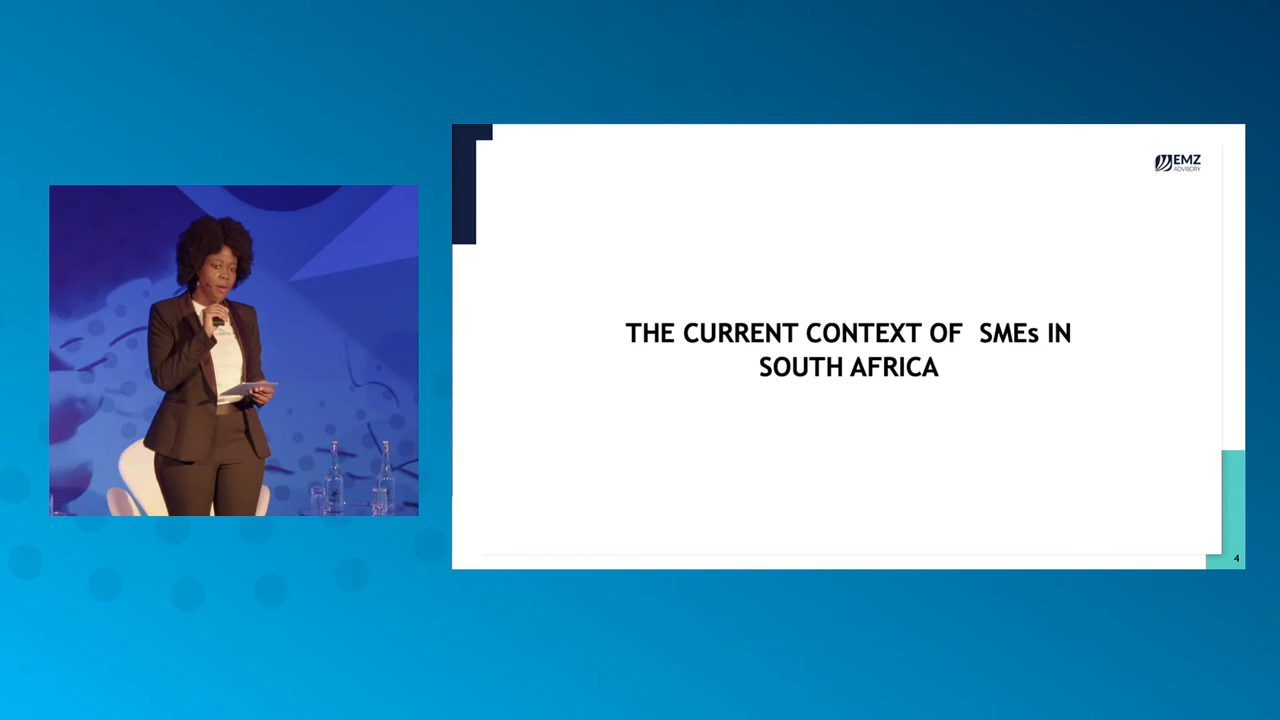 EMZ
ADVISORY
THE CURRENT CONTEXT OF  SMEs IN
SOUTH AFRICA
4